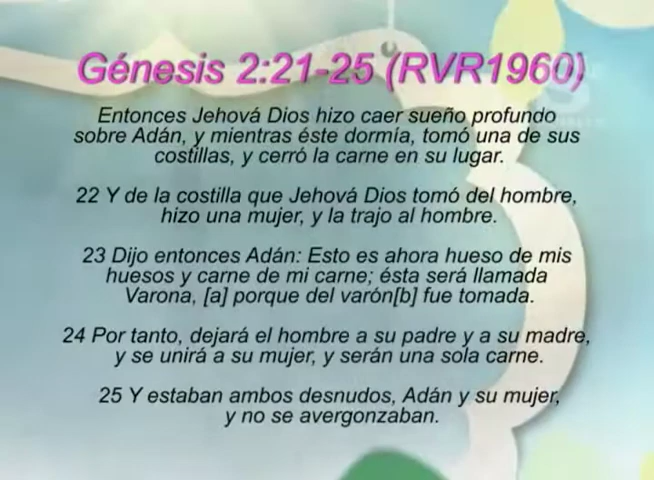 Génesis 2:21-25 (RVR1960)
Entonces Jehová Dios hizo caer sueño profundo
sobre Adán, y mientras éste dormía, tomó una de sus
costillas, y cerró la carne en su lugar.
22 Y de la costilla que Jehová Dios tomó del hombre,
hizo una mujer, y la trajo al hombre.
23 Dijo entonces Adán: Esto es ahora hueso de mis
huesos y carne de mi carne; ésta será llamada
Varona, [a] porque del varón[b] fue tomada.
24 Por tanto, dejará el hombre a su padre y a su madre,
y se unirá a su mujer, y serán una sola carne.
25 Y estaban ambos desnudos, Adán y su mujer,
y no se avergonzaban.